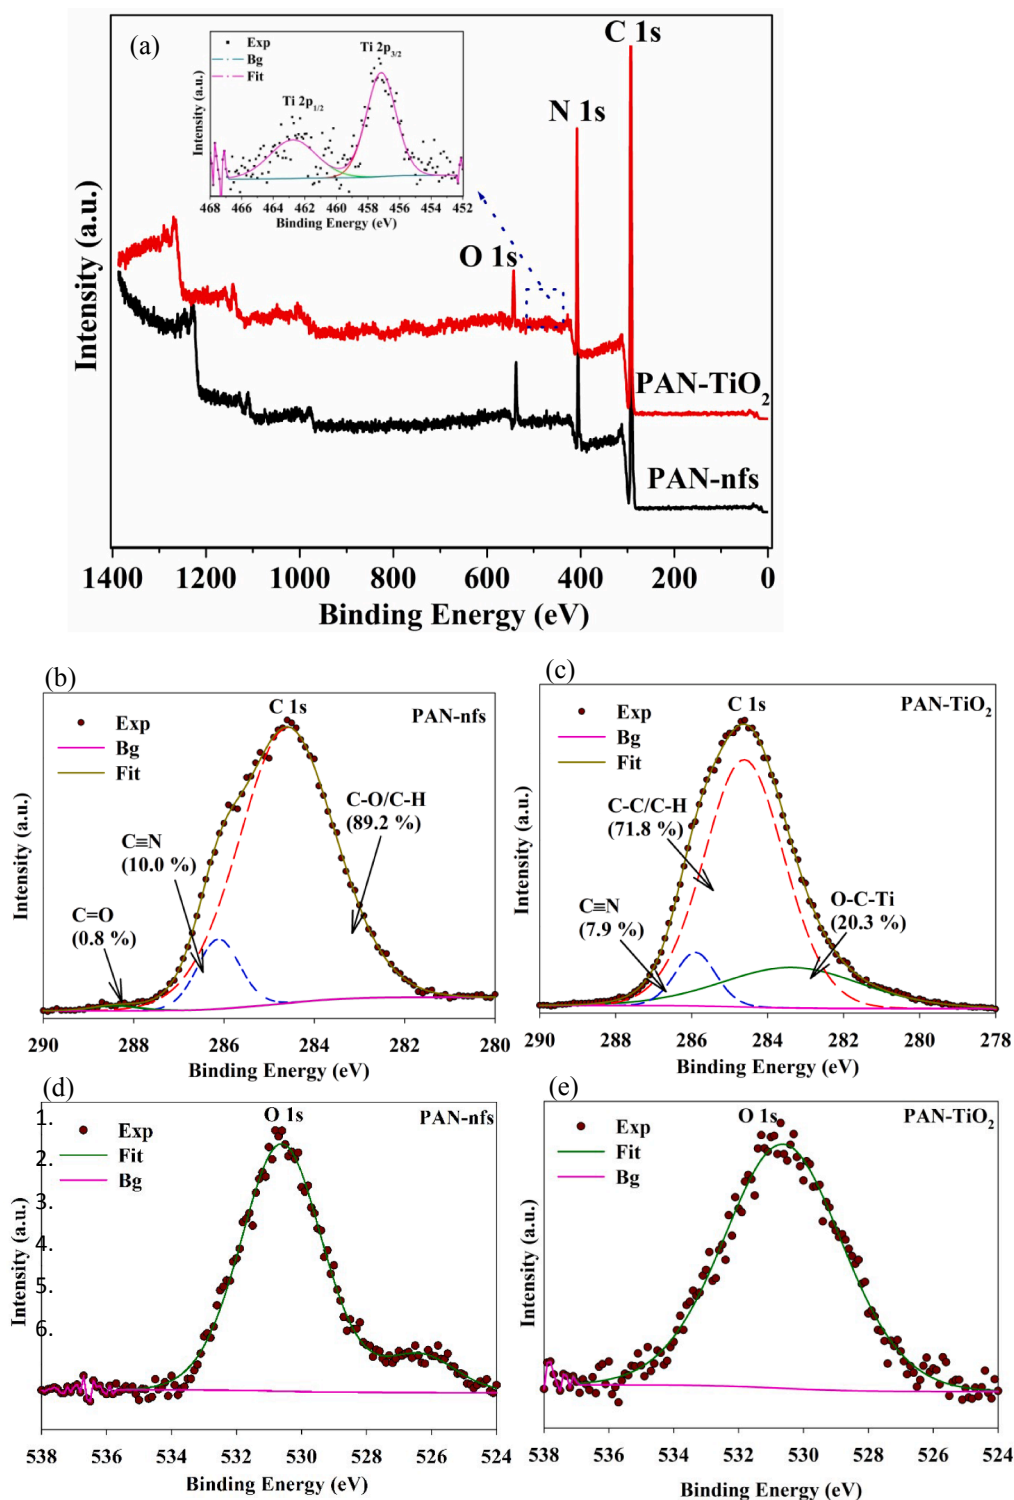 (a)
Exp
Bg
Fit
Ti 2p3/2
Ti 2p1/2
Intensity (a.u.)
468 466 464 462 460 458 456 454 452
Binding Energy (eV)
C 1s
N 1s
O 1s
PAN-TiO2
PAN-nfs
Intensity (a.u.)
1400 1200 1000 800 600 400 200 0
Binding Energy (eV)
(b)
C 1s
PAN-nfs
Exp
Bg
Fit
C-O/C-H
(89.2 %)
C≡N
(10.0 %)
C=O
(0.8 %)
Intensity (a.u.)
290 288 286 284 282 280
Binding Energy (eV)
(c)
C 1s
PAN-TiO2
Exp
Bg
Fit
C-C/C-H
(71.8 %)
C≡N
(7.9 %)
O-C-Ti
(20.3 %)
Intensity (a.u.)
290 288 286 284 282 280 278
Binding Energy (eV)
(d)
1.
2.
3.
4.
5.
6.
O 1s
PAN-nfs
Exp
Fit
Bg
Intensity (a.u.)
538 536 534 532 530 528 526 524
Binding Energy (eV)
(e)
O 1s
PAN-TiO2
Exp
Fit
Bg
Intensity (a.u.)
538 536 534 532 530 528 526 524
Binding Energy (eV)